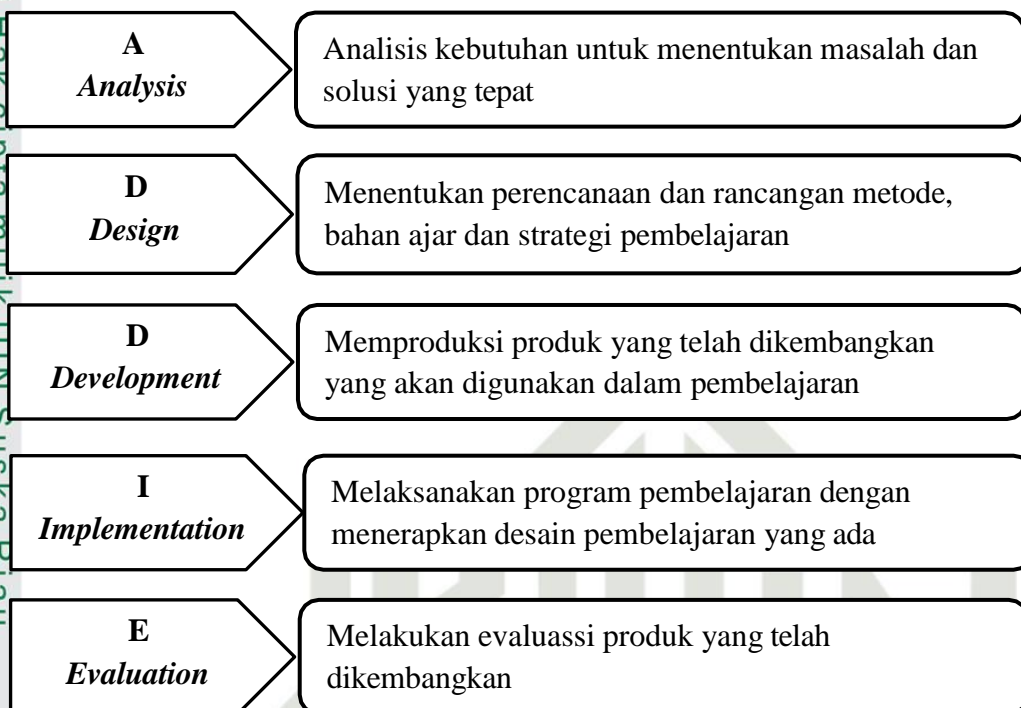 A
Analysis
Analisis kebutuhan untuk menentukan masalah dan
solusi yang tepat
D
Design
Menentukan perencanaan dan rancangan metode,
bahan ajar dan strategi pembelajaran
D
Development
Memproduksi produk yang telah dikembangkan
yang akan digunakan dalam pembelajaran
I
Implementation
Melaksanakan program pembelajaran dengan
menerapkan desain pembelajaran yang ada
E
Evaluation
Melakukan evaluassi produk yang telah
dikembangkan